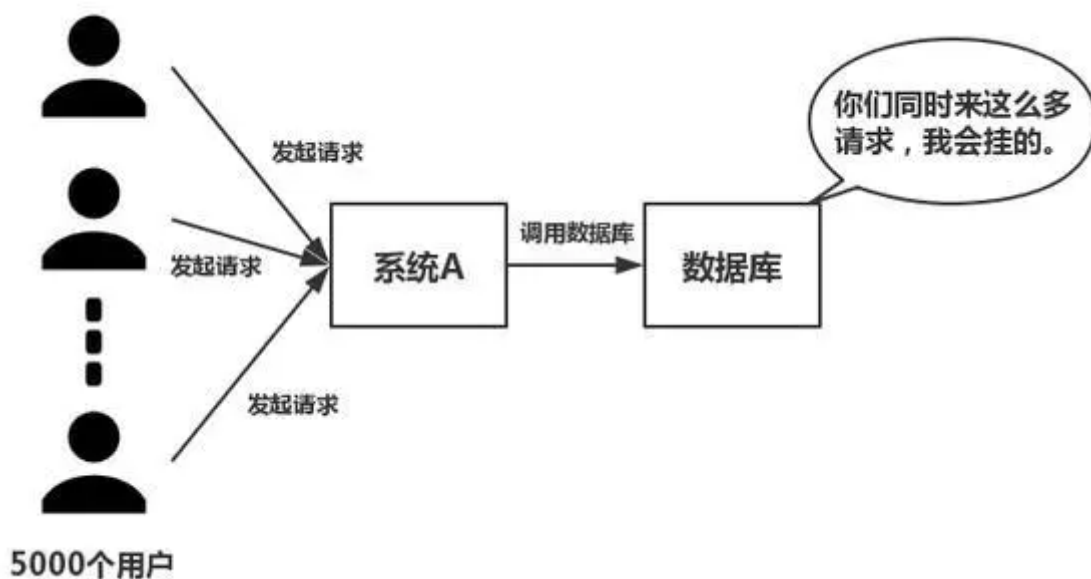 你们同时来这么多
请求，我会挂的。
发起请求
调用数据库
发起请求
系统A
数据库
发起请求
5000个用户